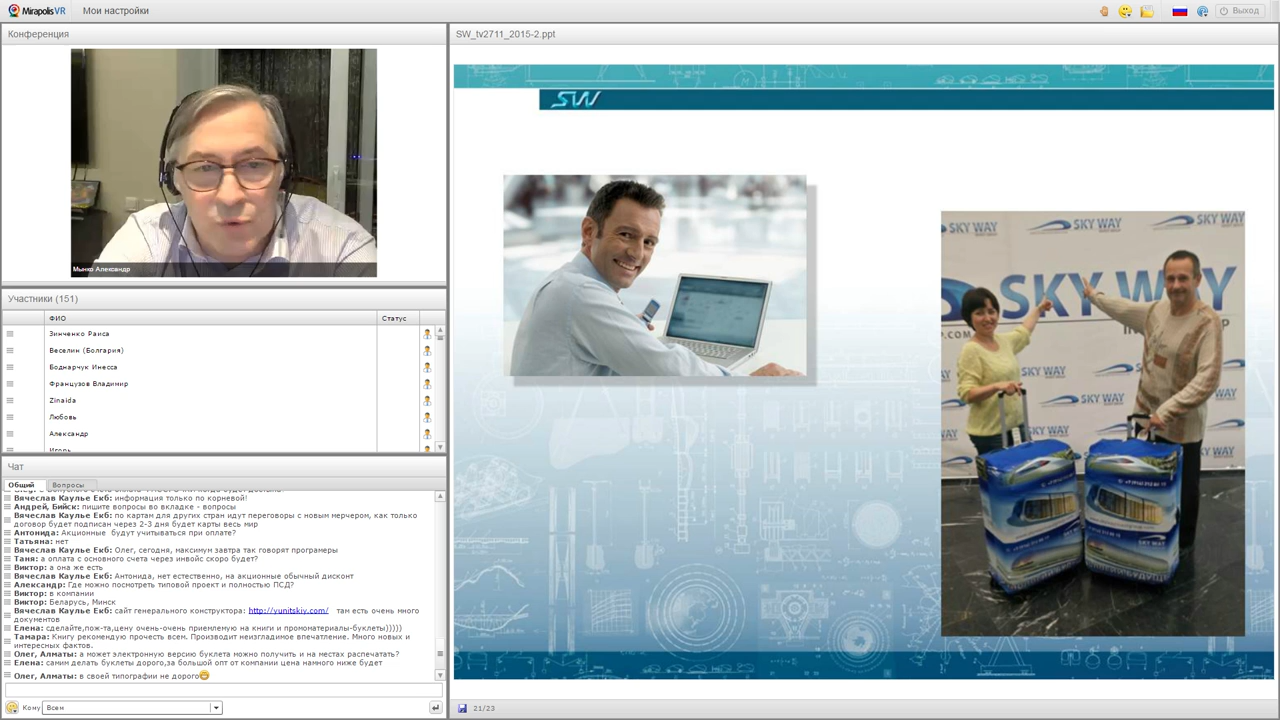 Mirapolis VR
Мои настройки
Выход
Конференция
Мынко Александр
SW_tv2711_2015-2.ppt
SW
SKY WAY
SKY WAY
SKY WAY
Участники (151)
ФИО
Статус
Зинченко Раиса
Веселин (Болгария)
Боднарчук Инесса
Французов Владимир
Zinaida
Любовь
Александр
Игорь
Чат
Общий
Вопросы
Вячеслав Каулье Екб: информация только по корневой!
Андрей, Бийск: пишите вопросы во вкладке - вопросы
Вячеслав Каулье Екб: по картам для других стран идут переговоры с новым мерчером, как только
договор будет подписан через 2-3 дня будет карты весь мир
Антонида: Акционные будут учитываться при оплате?
Татьяна: нет
Вячеслав Каулье Екб: Олег, сегодня, максимум завтра так говорят програмеры
Таня: а оплата с основного счета через инвойс скоро будет?
Виктор: а она же есть
Вячеслав Каулье Екб: Антонида, нет естественно, на акционные обычный дисконт
Александр: Где можно посмотреть типовой проект и полностью ПСД?
Виктор: в компании
Виктор: Беларусь, Минск
Вячеслав Каулье Екб: сайт генерального конструктора: http://yunitskiy.com/ там есть очень много
документов
Елена: сделайте,пож-та,цену очень-очень приемлемую на книги и промоматериалы-буклеты)))))
Тамара: Книгу рекомендую прочесть всем. Производит неизгладимое впечатление. Много новых и
интересных фактов.
Олег, Алматы: а может электронную версию буклета можно получить и на местах распечатать?
Елена: самим делать буклеты дорого,за большой опт от компании цена намного ниже будет
Олег, Алматы: в своей типографии не дорого
Кому
Всем
21/23